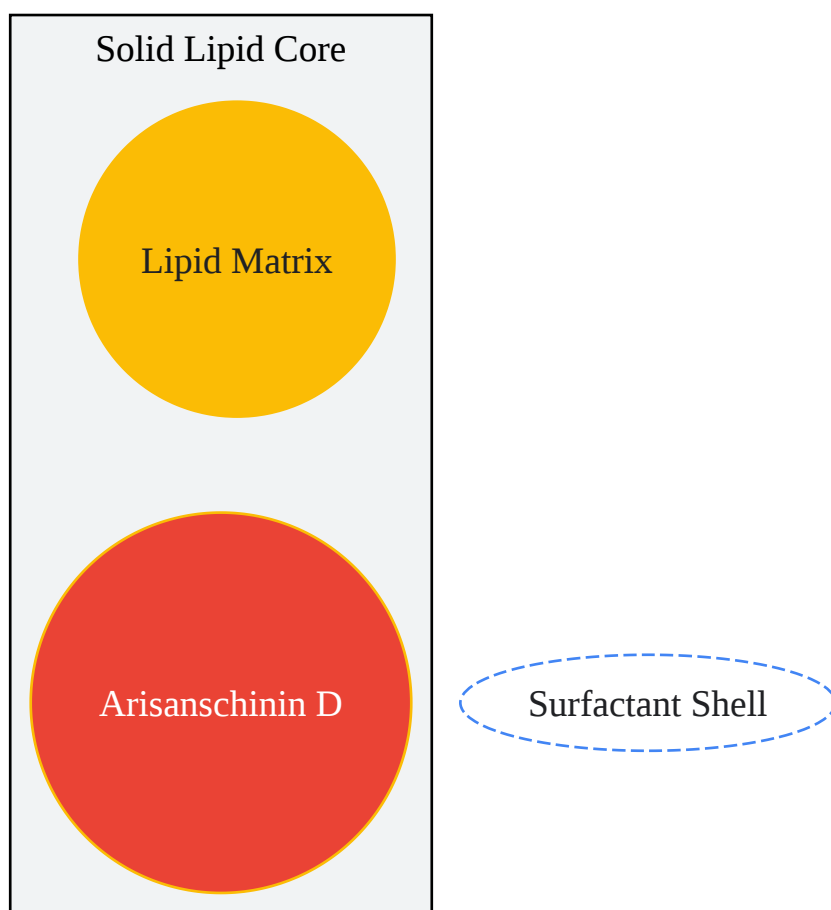 Solid Lipid Core
Lipid Matrix
Arisanschinin D
Surfactant Shell